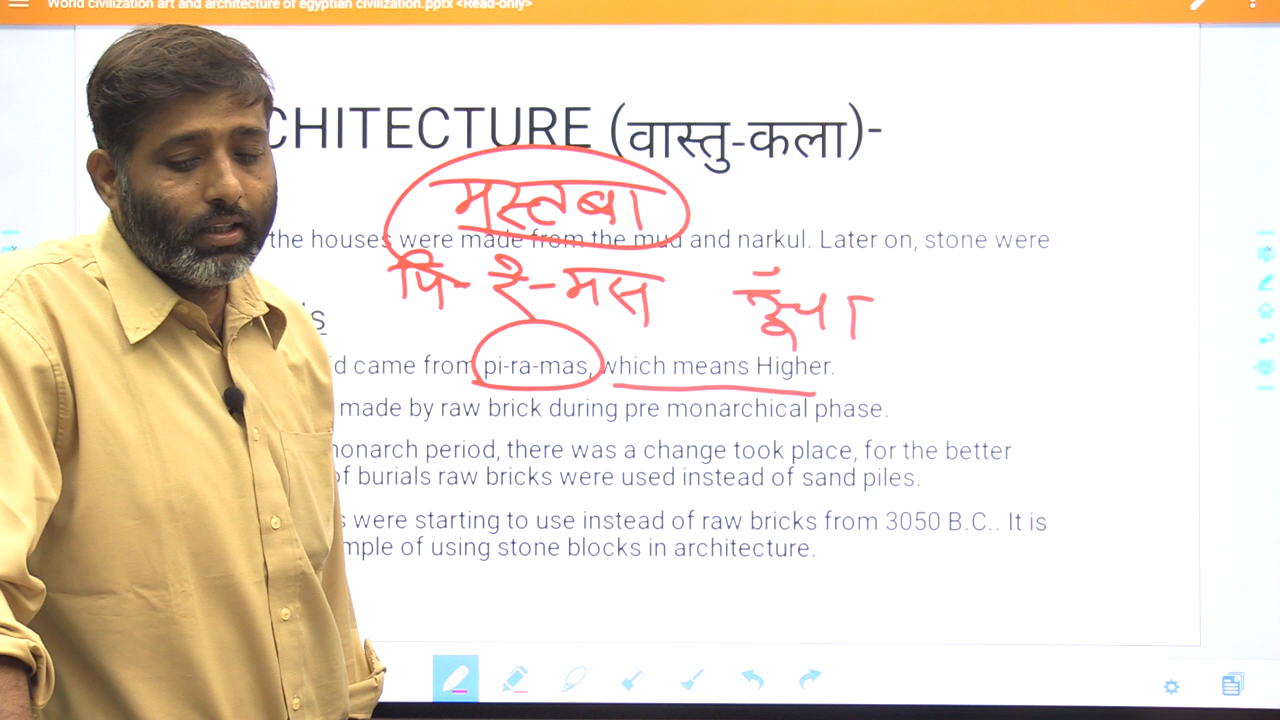 World civilization art and architecture of egyptian civilization.pptx <Read-only>
CHITECTURE (वास्तु-कला)-
मस्टबा
the houses were made from the mud and narkul. Later on, stone were
पि-रे-मस
s
d came from pi-ra-mas, which means Higher.
made by raw brick during pre monarchical phase.
monarch period, there was a change took place, for the better
of burials raw bricks were used instead of sand piles.
s were starting to use instead of raw bricks from 3050 B.C.. It is
mple of using stone blocks in architecture.